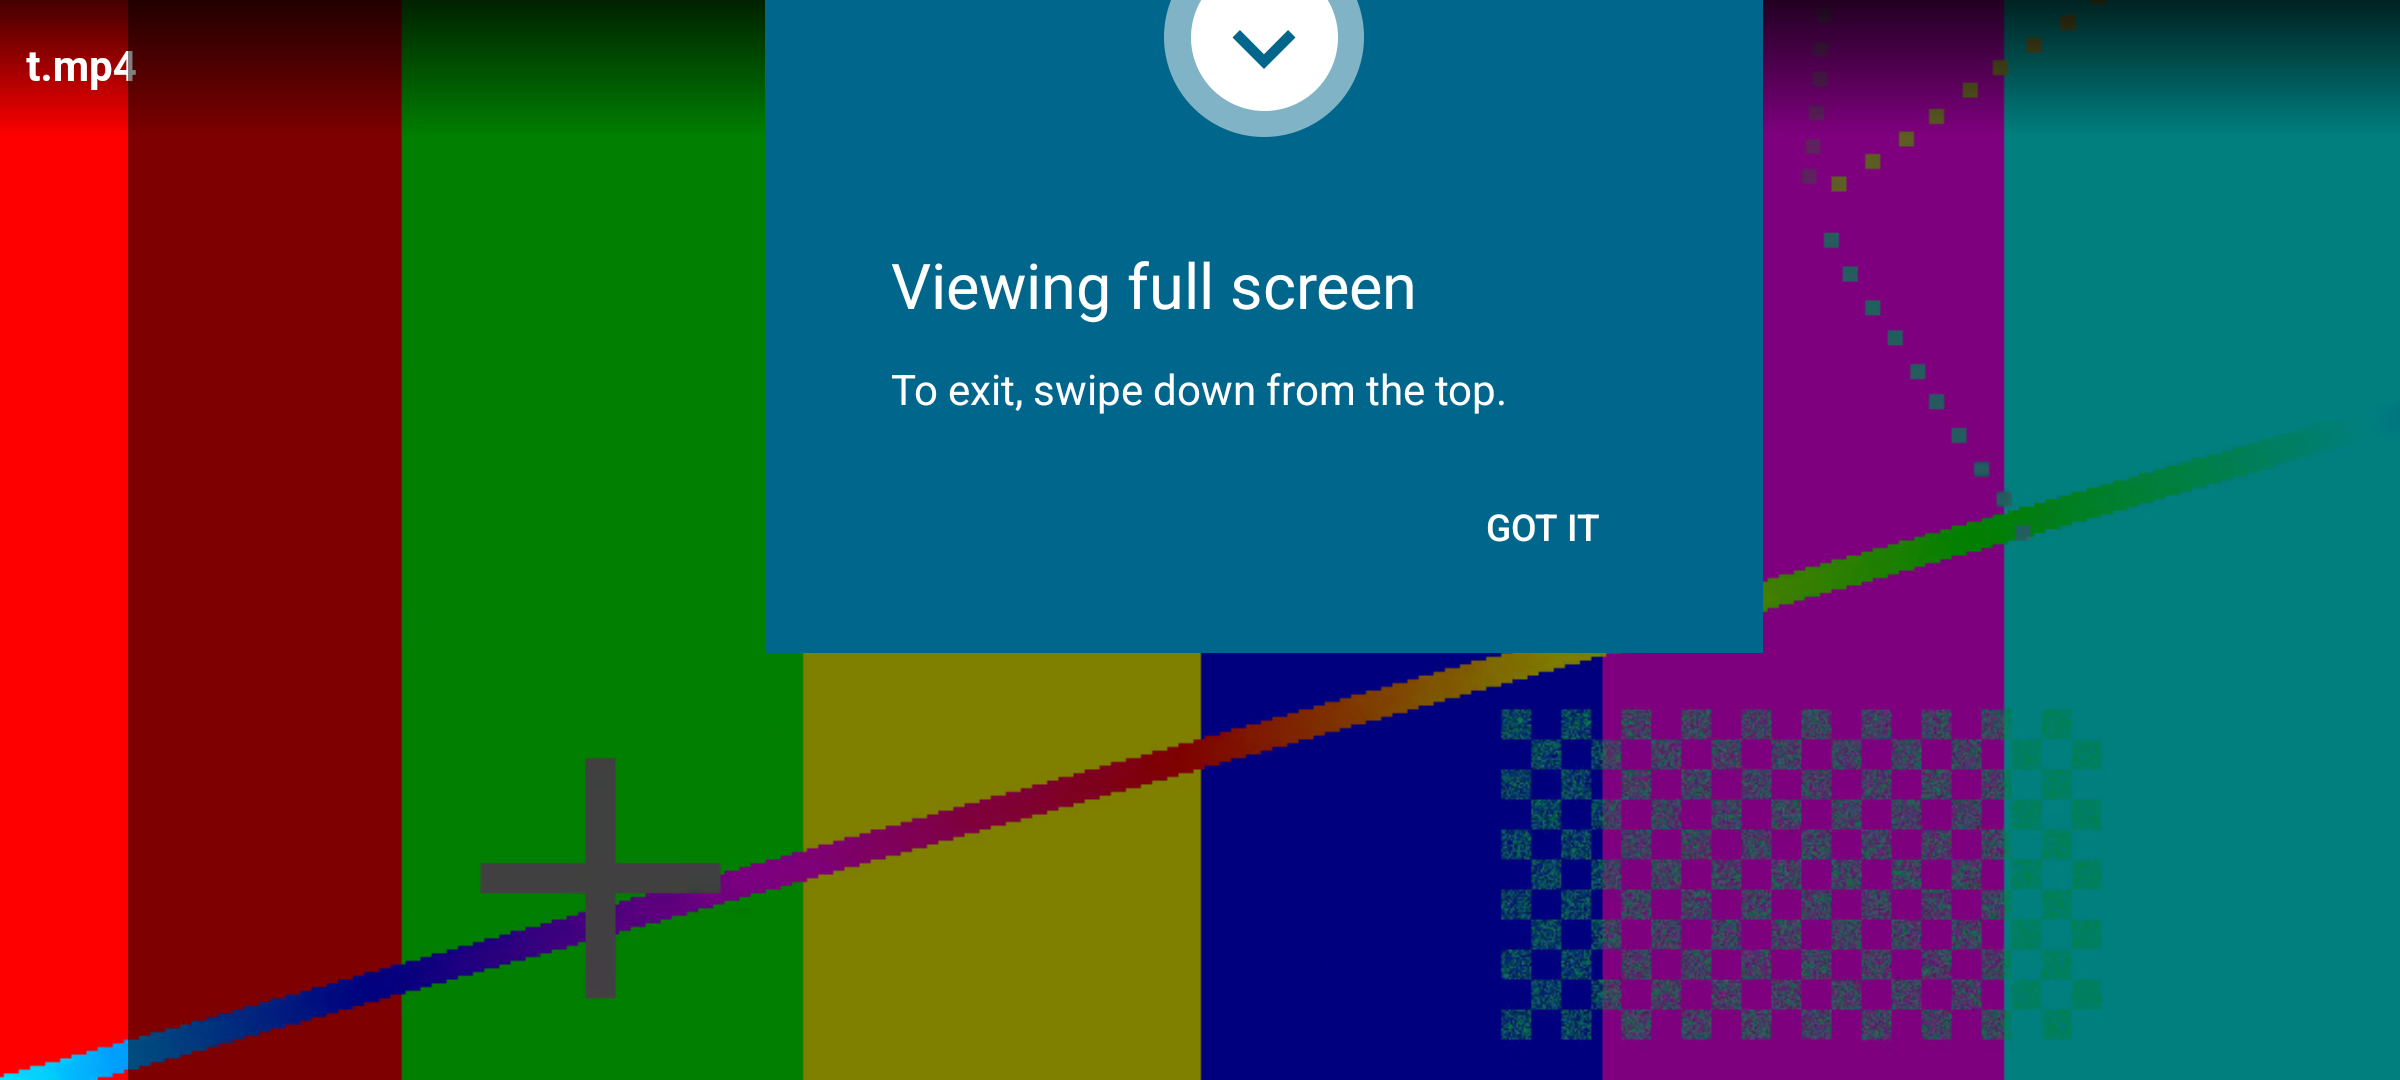 t.mp4
Viewing full screen
To exit, swipe down from the top.
GOT IT